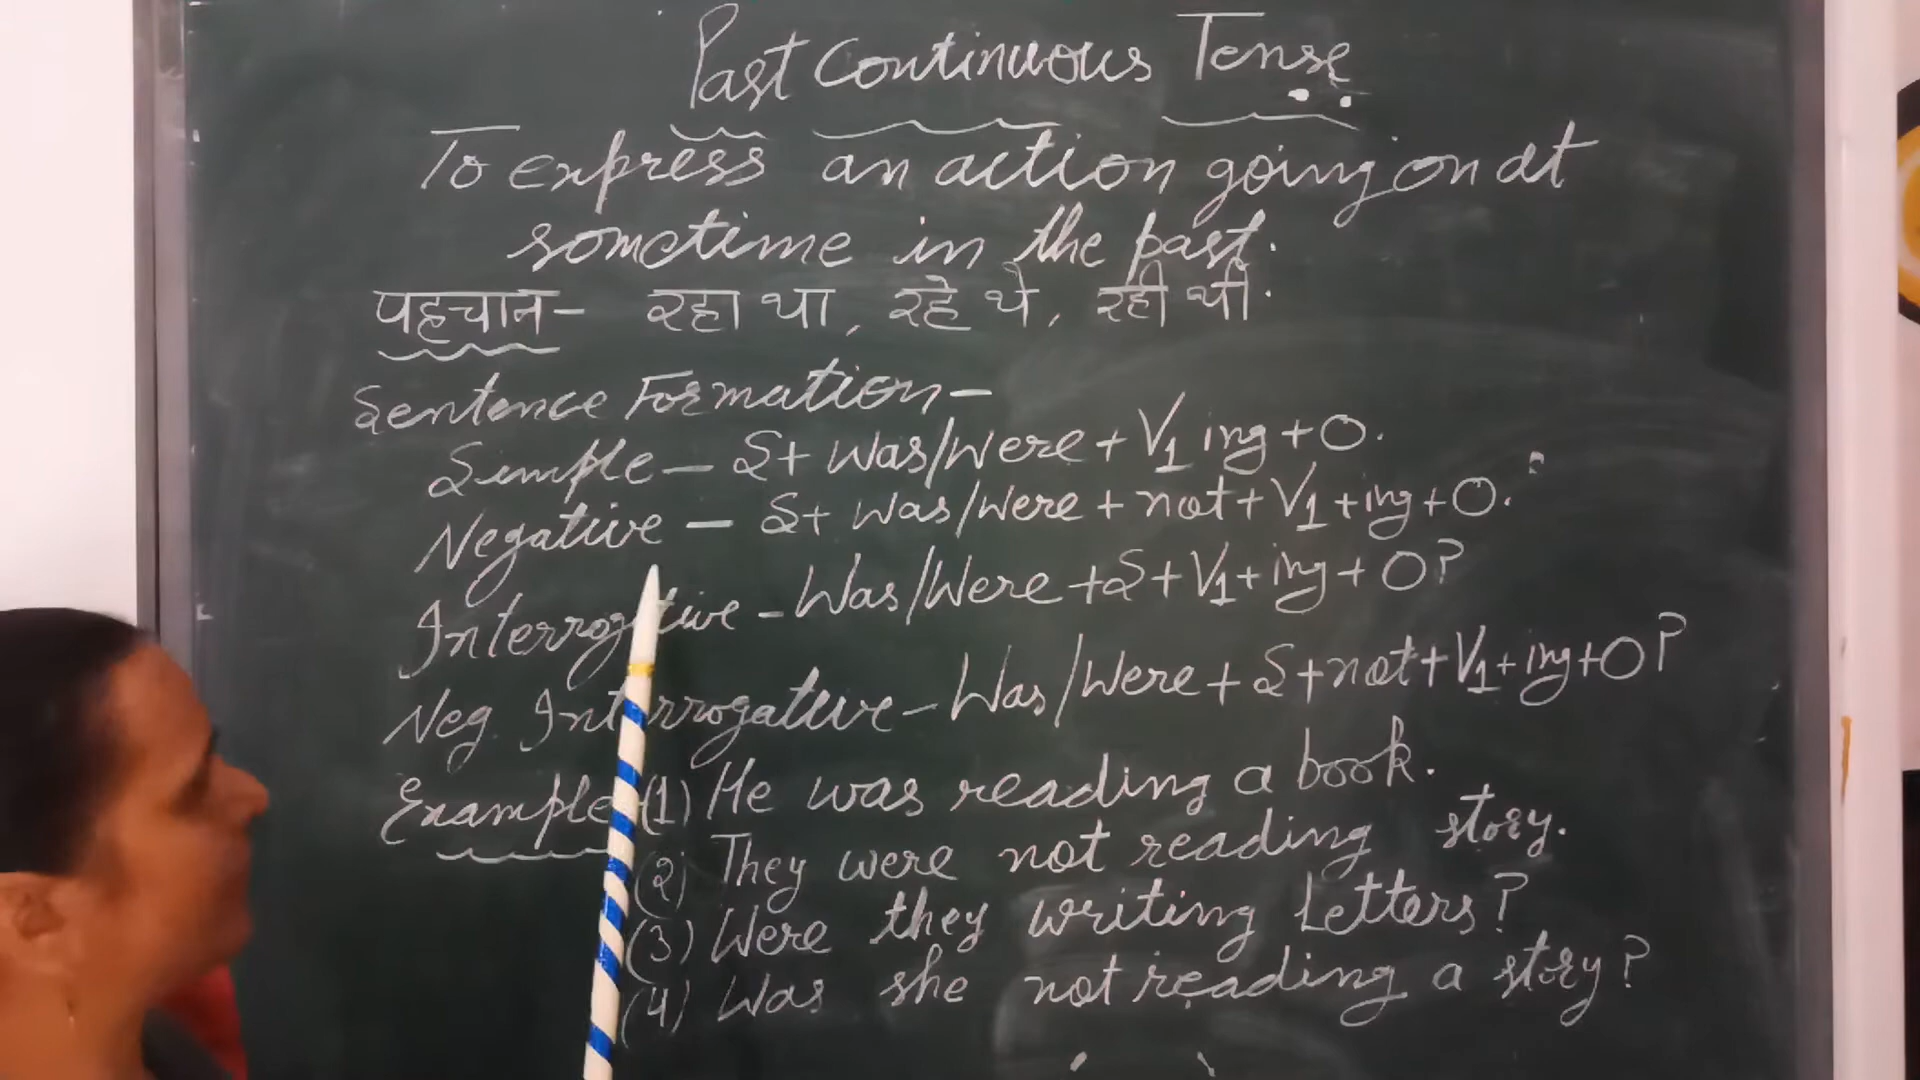 Past Continuous Tense
To express an action going on at
sometime in the past.
पहचान- रहा था, रहे थे, रही थी.
Sentence Formation-
Simple - S+ Was/Were + V1 ing + O.
Negative - S+ Was/Were + not + V1 + ing + O.
Interrogative - Was/Were + S + V1 + ing + O?
Neg. Interrogative - Was/Were + S + not + V1 + ing + O?
Example (1) He was reading a book.
(2) They were not reading story.
(3) Were they writing Letters?
(4) Was she not reading a story?